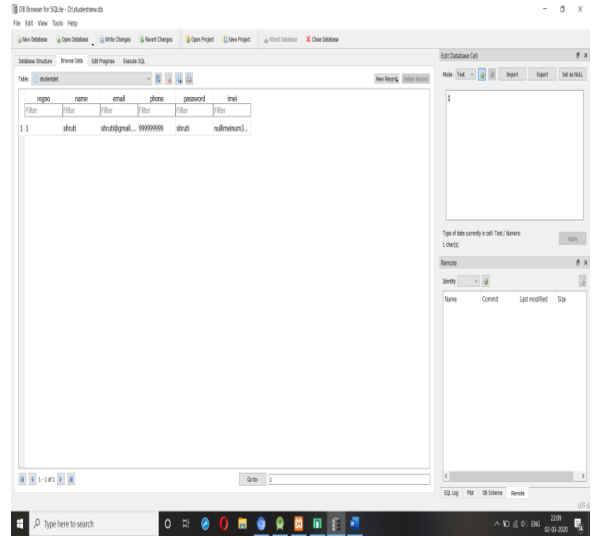 DB Browser for SQLite - D:\studentnew.db
File Edit View Tools Help
New Database Open Database Write Changes Revert Changes Open Project Save Project Attach Database Close Database
Database Structure Browse Data Edit Pragmas Execute SQL
Table: studentdet
New Record Delete Record
regno name email phone password imei
Filter Filter Filter Filter Filter Filter
1 1 shruti shruti@gmail.... 999999999 shruti nullimeinum3...
1 - 1 of 1
Go to: 1
Edit Database Cell
Mode: Text Import Export Set as NULL
1
Type of data currently in cell: Text / Numeric
1 char(s)
Apply
Remote
Identity
Name Commit Last modified Size
SQL Log Plot DB Schema Remote
UTF-8
Type here to search
ENG
22:09
02-03-2020